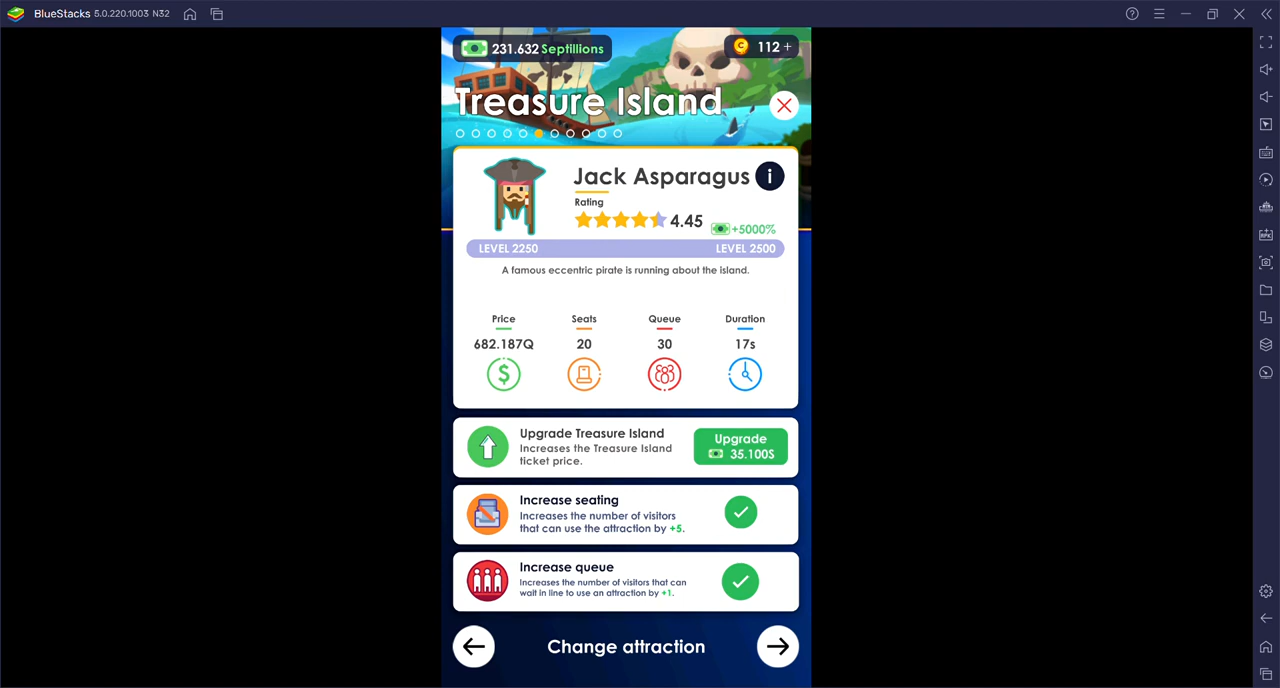 BlueStacks 5.0.220.1003 N32
231.632 Septillions
112 +
Treasure Island
Jack Asparagus
Rating
4.45
+5000%
LEVEL 2250 LEVEL 2500
A famous eccentric pirate is running about the island.
Price Seats Queue Duration
682.187Q 20 30 17s
Upgrade Treasure Island
Increases the Treasure Island
ticket price.
Upgrade
35.100S
Increase seating
Increases the number of visitors
that can use the attraction by +5.
Increase queue
Increases the number of visitors that can
wait in line to use an attraction by +1.
Change attraction